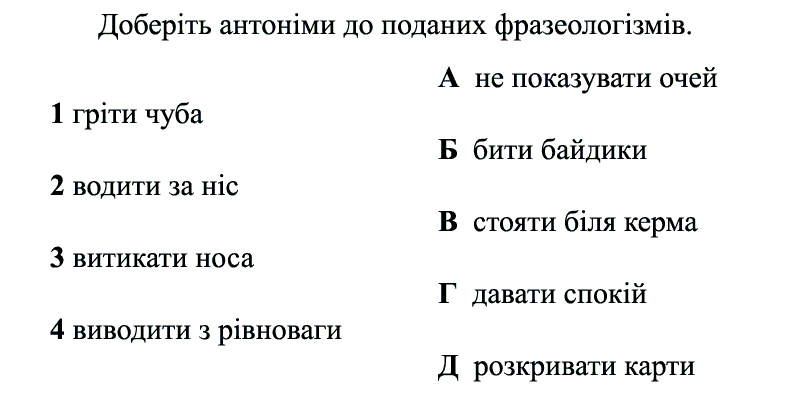 Доберіть антоніми до поданих фразеологізмів.
А не показувати очей
1 гріти чуба
Б бити байдики
2 водити за ніс
В стояти біля керма
3 витикати носа
Г давати спокій
4 виводити з рівноваги
Д розкривати карти